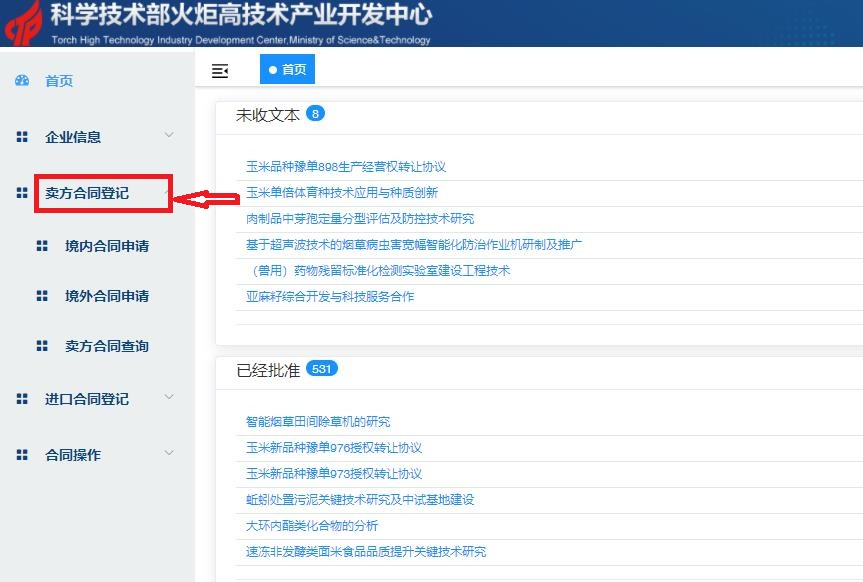 科学技术部火炬高技术产业开发中心
Torch High Technology Industry Development Center,Ministry of Science&Technology
首页
企业信息
卖方合同登记
境内合同申请
境外合同申请
卖方合同查询
进口合同登记
合同操作
首页
未收文本 8
玉米品种豫单898生产经营权转让协议
玉米单倍体育种技术应用与种质创新
肉制品中芽孢定量分型评估及防控技术研究
基于超声波技术的烟草病虫害宽幅智能化防治作业机研制及推广
（兽用）药物残留标准化检测实验室建设工程技术
亚麻籽综合开发与科技服务合作
已经批准 531
智能烟草田间除草机的研究
玉米新品种豫单976授权转让协议
玉米新品种豫单973授权转让协议
蚯蚓处置污泥关键技术研究及中试基地建设
大环内酯类化合物的分析
速冻非发酵类面米食品品质提升关键技术研究